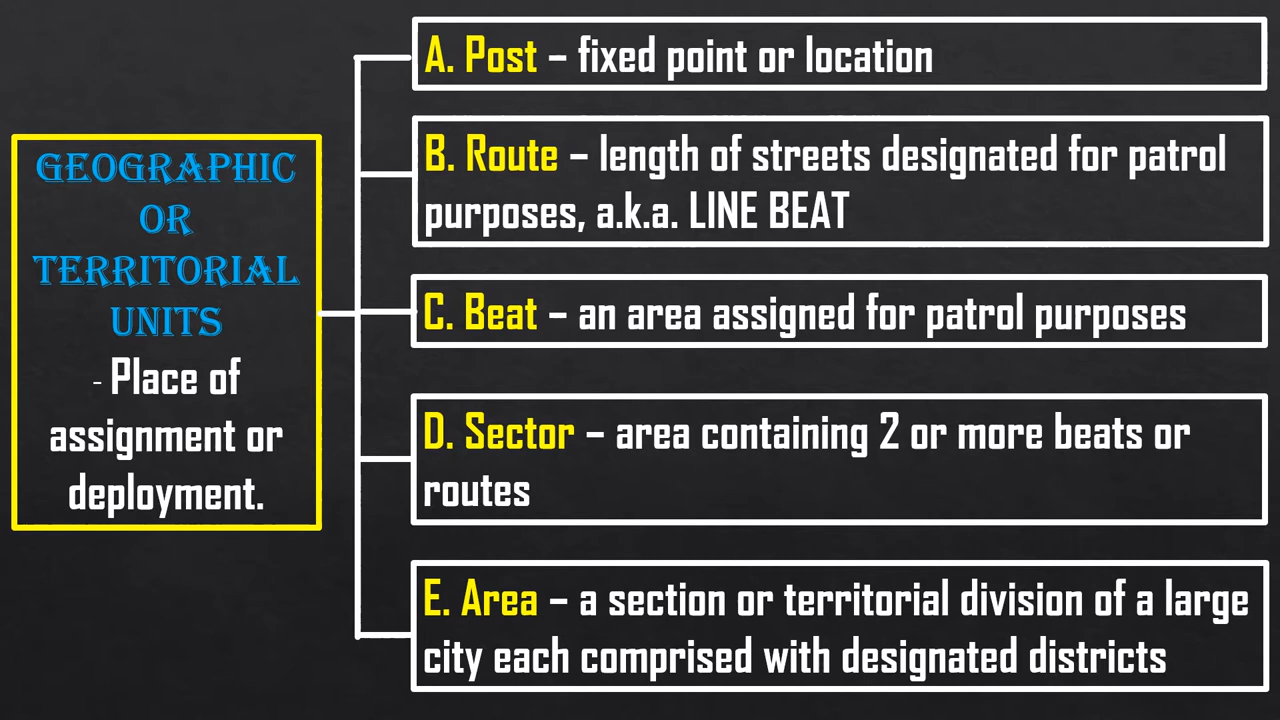 GEOGRAPHIC
OR
TERRITORIAL
UNITS
- Place of
assignment or
deployment.
A. Post – fixed point or location
B. Route – length of streets designated for patrol
purposes, a.k.a. LINE BEAT
C. Beat – an area assigned for patrol purposes
D. Sector – area containing 2 or more beats or
routes
E. Area – a section or territorial division of a large
city each comprised with designated districts